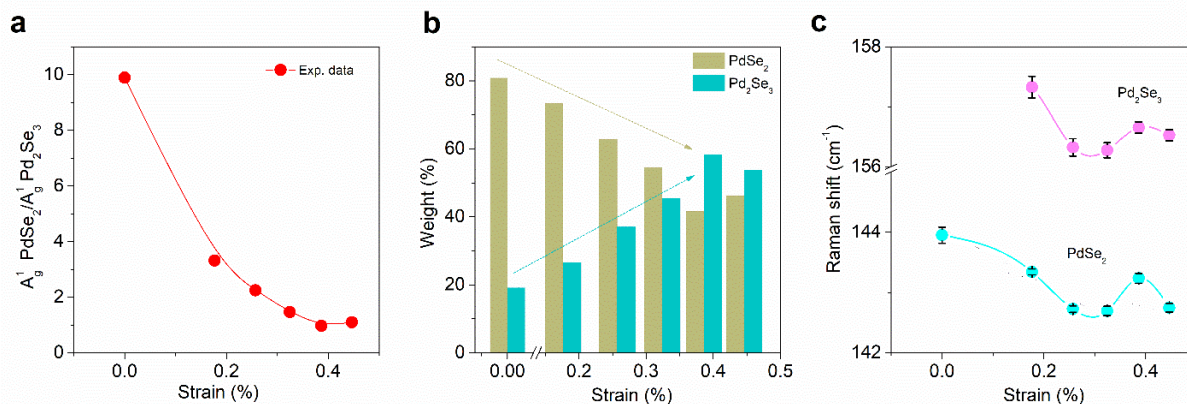 a
10
8
6
4
2
0
A¹g PdSe₂/A¹g Pd₂Se₃
Exp. data
0.0
0.2
0.4
Strain (%)
b
80
60
40
20
0
Weight (%)
PdSe₂
Pd₂Se₃
0.00
0.2
0.3
0.4
0.5
Strain (%)
c
158
156
144
142
Raman shift (cm⁻¹)
Pd₂Se₃
PdSe₂
0.0
0.2
0.4
Strain (%)